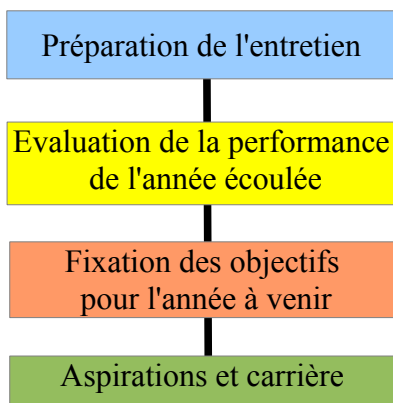 Préparation de l'entretien
Evaluation de la performance
de l'année écoulée
Fixation des objectifs
pour l'année à venir
Aspirations et carrière